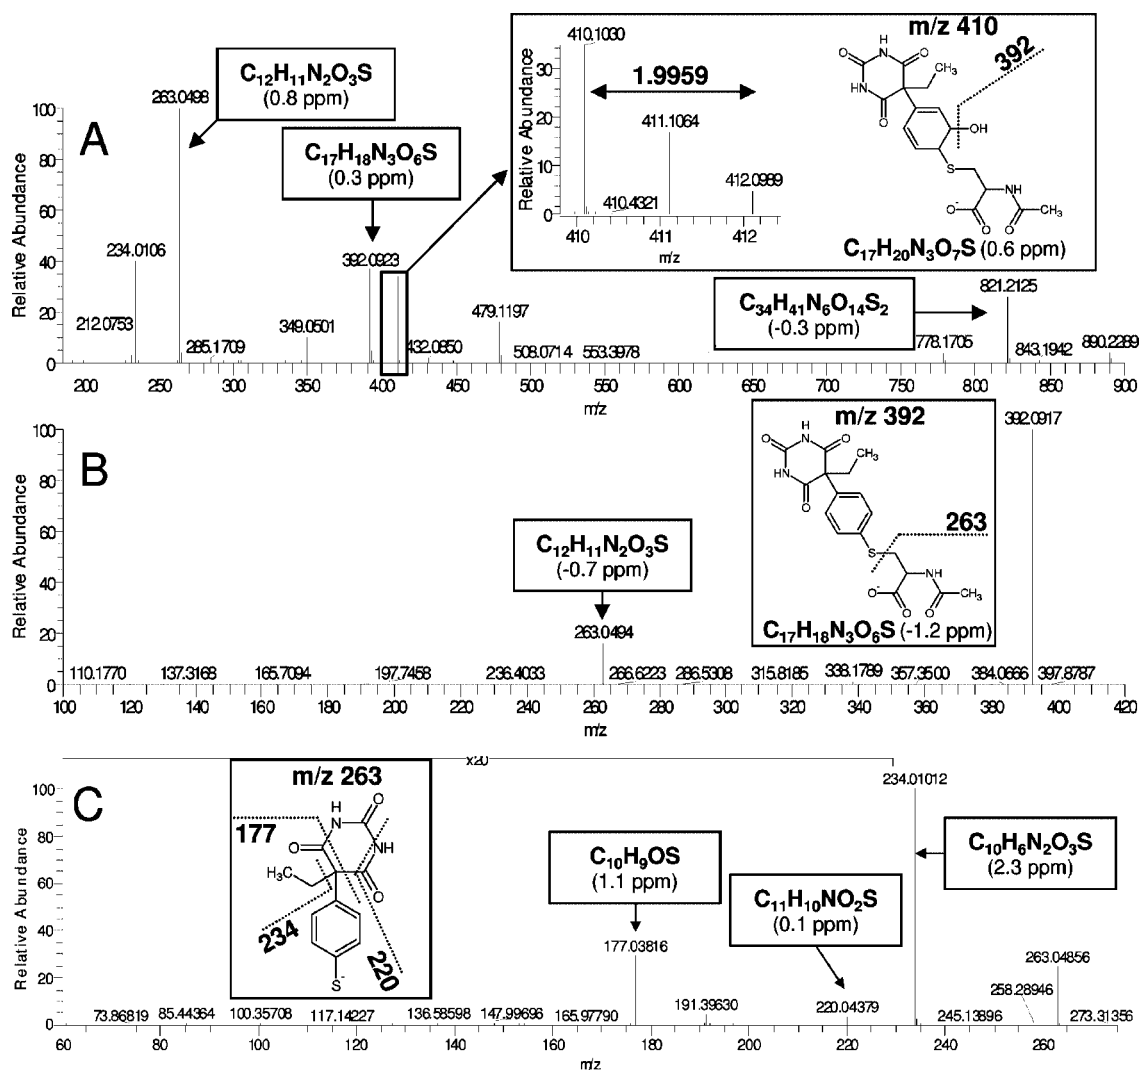 A
Relative Abundance
100
80
60
40
20
0
C12H11N2O3S
(0.8 ppm)
263.0498
C17H18N3O6S
(0.3 ppm)
234.0106
212.0753
285.1709
349.0501
392.0923
432.0850
479.1197
508.0714
553.3978
C34H41N6O14S2
(-0.3 ppm)
821.2125
778.1705
843.1942
890.2289
200 250 300 350 400 450 500 550 600 650 700 750 800 850 900
m/z
Relative Abundance
30
20
10
0
410.1030
1.9959
411.1064
412.0989
410.4321
410 411 412
m/z
m/z 410
392
H
O NH O
CH3
NH
O
O
OH
S
NH
O-
O O CH3
C17H20N3O7S (0.6 ppm)
B
Relative Abundance
100
80
60
40
20
0
m/z 392
H
O N O
CH3
NH
O
263
S
NH
O-
O O CH3
C17H18N3O6S (-1.2 ppm)
392.0917
C12H11N2O3S
(-0.7 ppm)
263.0494
110.1770
137.3168
165.7094
197.7458
236.4033
266.6223
286.5308
315.8185
338.1789
357.3500
384.0666
397.8787
100 120 140 160 180 200 220 240 260 280 300 320 340 360 380 400 420
m/z
C
Relative Abundance
100
80
60
40
20
0
x20
m/z 263
177
H
N O
O
NH
H3C
O
234
220
S-
C10H9OS
(1.1 ppm)
177.03816
C11H10NO2S
(0.1 ppm)
220.04379
234.01012
C10H6N2O3S
(2.3 ppm)
263.04856
258.28946
73.86819
85.44364
100.35708
117.14227
136.58598
147.99696
165.97790
191.39630
245.13896
273.31356
60 80 100 120 140 160 180 200 220 240 260
m/z